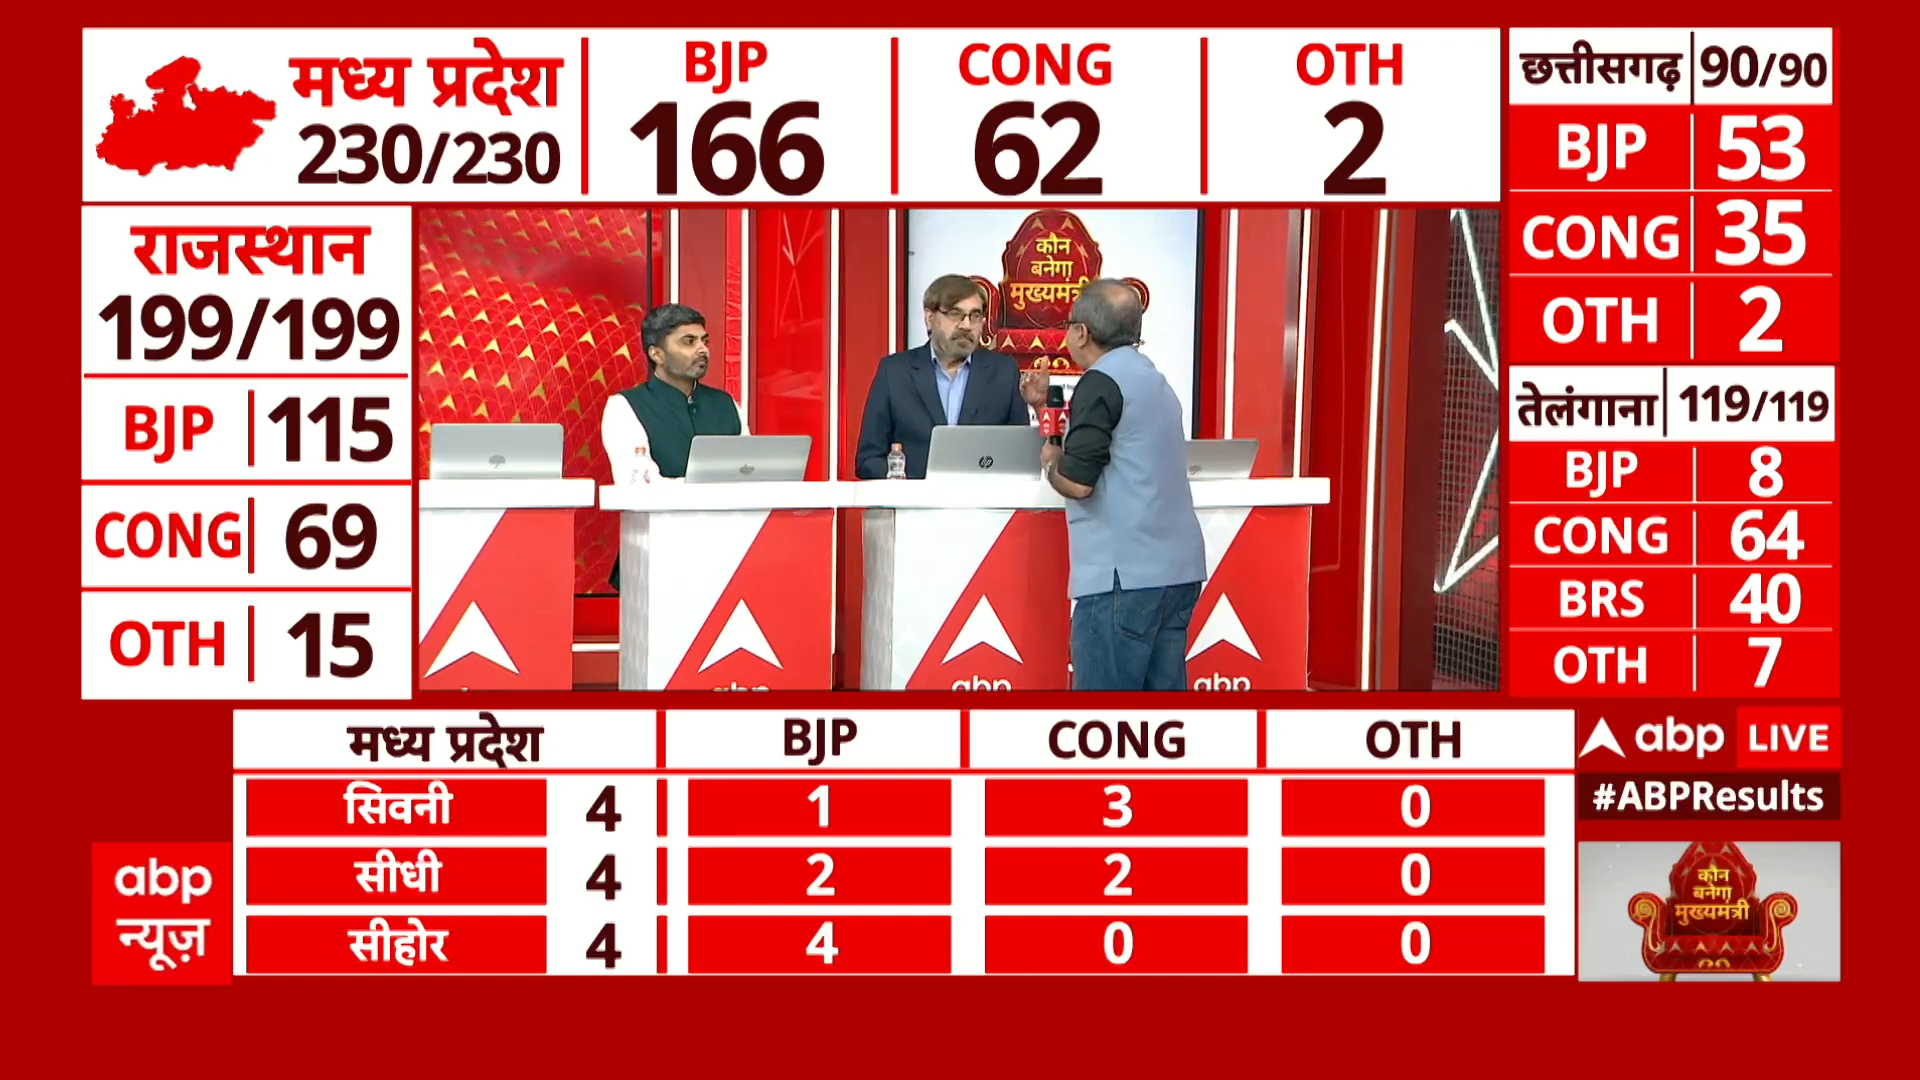 मध्य प्रदेश
230/230
BJP
166
CONG
62
OTH
2
छत्तीसगढ़ 90/90
BJP 53
CONG 35
OTH 2
राजस्थान
199/199
BJP 115
CONG 69
OTH 15
कौन
बनेगा
मुख्यमंत्री
तेलंगाना 119/119
BJP 8
CONG 64
BRS 40
OTH 7
hp
abp
abp
abp
मध्य प्रदेश BJP CONG OTH
सिवनी 4 1 3 0
सीधी 4 2 2 0
सीहोर 4 4 0 0
abp LIVE
#ABPResults
abp
न्यूज़
कौन
बनेगा
मुख्यमंत्री